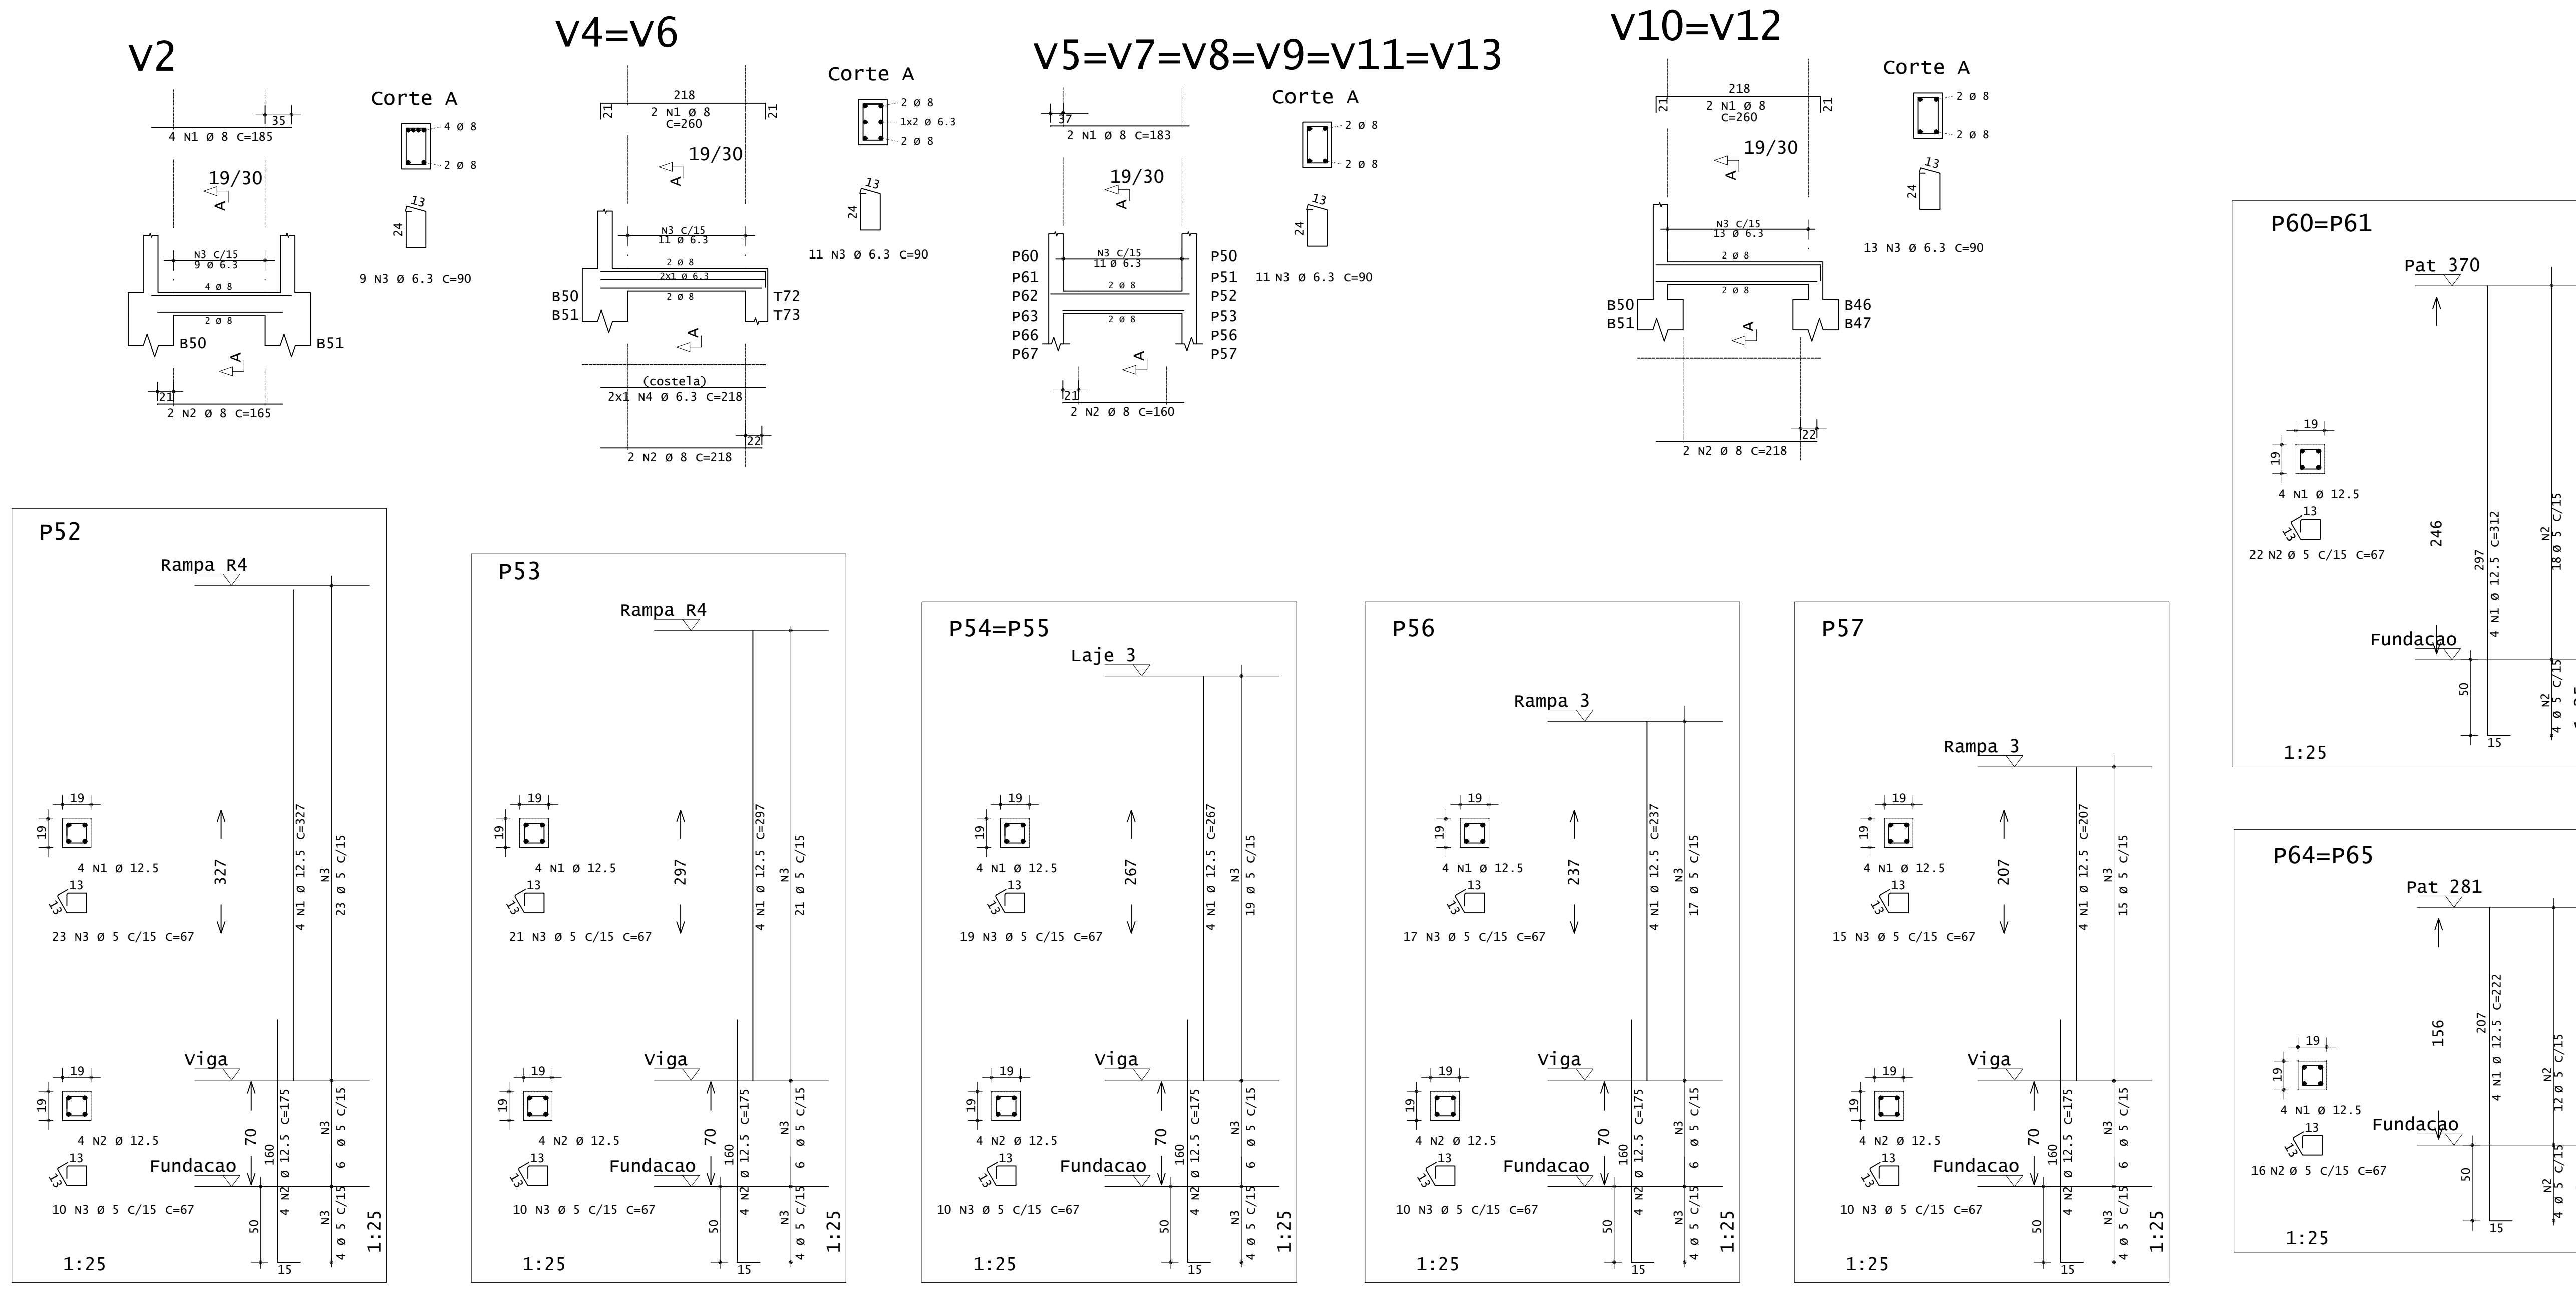 V2
35
4 N1 Ø 8 C=185
19/30
A
N3 C/15
9 Ø 6.3
4 Ø 8
2 Ø 8
B50
B51
A
21
2 N2 Ø 8 C=165
Corte A
4 Ø 8
2 Ø 8
13
24
9 N3 Ø 6.3 C=90
V4=V6
218
21
21
2 N1 Ø 8
C=260
19/30
A
N3 C/15
11 Ø 6.3
2 Ø 8
2x1 Ø 6.3
2 Ø 8
B50
B51
T72
T73
A
(costela)
2x1 N4 Ø 6.3 C=218
22
2 N2 Ø 8 C=218
Corte A
2 Ø 8
1x2 Ø 6.3
2 Ø 8
13
24
11 N3 Ø 6.3 C=90
V5=V7=V8=V9=V11=V13
37
2 N1 Ø 8 C=183
19/30
A
N3 C/15
11 Ø 6.3
2 Ø 8
2 Ø 8
P60
P61
P62
P63
P66
P67
P50
P51
P52
P53
P56
P57
A
21
2 N2 Ø 8 C=160
Corte A
2 Ø 8
2 Ø 8
13
24
11 N3 Ø 6.3 C=90
V10=V12
218
21
21
2 N1 Ø 8
C=260
19/30
A
N3 C/15
13 Ø 6.3
2 Ø 8
2 Ø 8
B50
B51
B46
B47
A
22
2 N2 Ø 8 C=218
Corte A
2 Ø 8
2 Ø 8
13
24
13 N3 Ø 6.3 C=90
P60=P61
Pat 370
19
19
4 N1 Ø 12.5
13
13
22 N2 Ø 5 C/15 C=67
246
297
4 N1 Ø 12.5 C=312
N2
18 Ø 5 C/15
Fundacao
50
N2
4 Ø 5 C/15
15
1:25
P52
Rampa R4
19
19
4 N1 Ø 12.5
13
13
23 N3 Ø 5 C/15 C=67
327
4 N1 Ø 12.5 C=327
N3
23 Ø 5 C/15
Viga
19
19
4 N2 Ø 12.5
13
13
10 N3 Ø 5 C/15 C=67
70
160
4 N2 Ø 12.5 C=175
N3
6 Ø 5 C/15
Fundacao
50
N3
4 Ø 5 C/15
15
1:25
1:25
P53
Rampa R4
19
19
4 N1 Ø 12.5
13
13
21 N3 Ø 5 C/15 C=67
297
4 N1 Ø 12.5 C=297
N3
21 Ø 5 C/15
Viga
19
19
4 N2 Ø 12.5
13
13
10 N3 Ø 5 C/15 C=67
70
160
4 N2 Ø 12.5 C=175
N3
6 Ø 5 C/15
Fundacao
50
N3
4 Ø 5 C/15
15
1:25
1:25
P54=P55
Laje 3
19
19
4 N1 Ø 12.5
13
13
19 N3 Ø 5 C/15 C=67
267
4 N1 Ø 12.5 C=267
N3
19 Ø 5 C/15
Viga
19
19
4 N2 Ø 12.5
13
13
10 N3 Ø 5 C/15 C=67
70
160
4 N2 Ø 12.5 C=175
N3
6 Ø 5 C/15
Fundacao
50
N3
4 Ø 5 C/15
15
1:25
1:25
P56
Rampa 3
19
19
4 N1 Ø 12.5
13
13
17 N3 Ø 5 C/15 C=67
237
4 N1 Ø 12.5 C=237
N3
17 Ø 5 C/15
Viga
19
19
4 N2 Ø 12.5
13
13
10 N3 Ø 5 C/15 C=67
70
160
4 N2 Ø 12.5 C=175
N3
6 Ø 5 C/15
Fundacao
50
N3
4 Ø 5 C/15
15
1:25
1:25
P57
Rampa 3
19
19
4 N1 Ø 12.5
13
13
15 N3 Ø 5 C/15 C=67
207
4 N1 Ø 12.5 C=207
N3
15 Ø 5 C/15
Viga
19
19
4 N2 Ø 12.5
13
13
10 N3 Ø 5 C/15 C=67
70
160
4 N2 Ø 12.5 C=175
N3
6 Ø 5 C/15
Fundacao
50
N3
4 Ø 5 C/15
15
1:25
1:25
P64=P65
Pat 281
19
19
4 N1 Ø 12.5
13
13
16 N2 Ø 5 C/15 C=67
156
207
4 N1 Ø 12.5 C=222
N2
12 Ø 5 C/15
Fundacao
50
N2
4 Ø 5 C/15
15
1:25